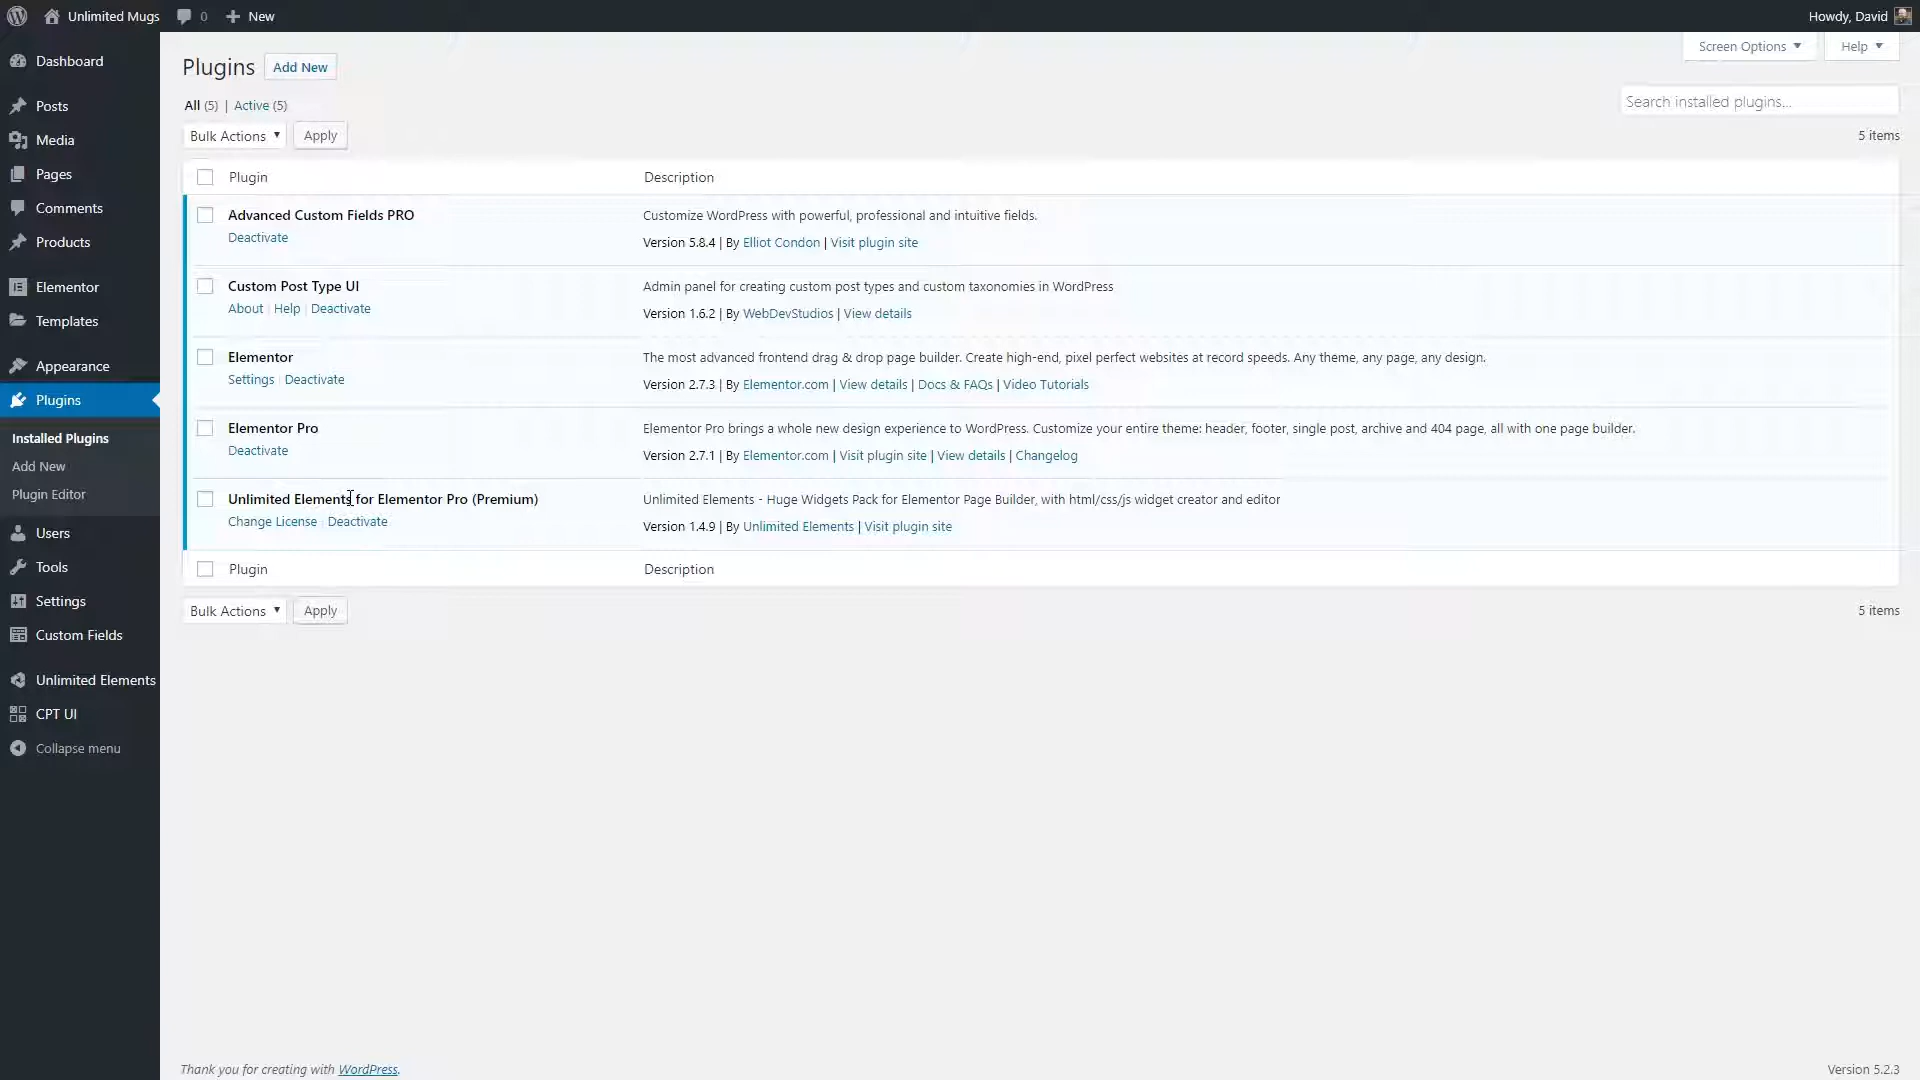 Unlimited Mugs 0 New Howdy, David
Screen Options Help
Dashboard
Posts
Media
Pages
Comments
Products
Elementor
Templates
Appearance
Plugins
Installed Plugins
Add New
Plugin Editor
Users
Tools
Settings
Custom Fields
Unlimited Elements
CPT UI
Collapse menu
Plugins Add New
All (5) | Active (5)
Search installed plugins...
Bulk Actions Apply 5 items
Plugin Description
Advanced Custom Fields PRO
Deactivate
Customize WordPress with powerful, professional and intuitive fields.
Version 5.8.4 | By Elliot Condon | Visit plugin site
Custom Post Type UI
About | Help | Deactivate
Admin panel for creating custom post types and custom taxonomies in WordPress
Version 1.6.2 | By WebDevStudios | View details
Elementor
Settings | Deactivate
The most advanced frontend drag & drop page builder. Create high-end, pixel perfect websites at record speeds. Any theme, any page, any design.
Version 2.7.3 | By Elementor.com | View details | Docs & FAQs | Video Tutorials
Elementor Pro
Deactivate
Elementor Pro brings a whole new design experience to WordPress. Customize your entire theme: header, footer, single post, archive and 404 page, all with one page builder.
Version 2.7.1 | By Elementor.com | Visit plugin site | View details | Changelog
Unlimited Elements for Elementor Pro (Premium)
Change License | Deactivate
Unlimited Elements - Huge Widgets Pack for Elementor Page Builder, with html/css/js widget creator and editor
Version 1.4.9 | By Unlimited Elements | Visit plugin site
Plugin Description
Bulk Actions Apply 5 items
Thank you for creating with WordPress.
Version 5.2.3